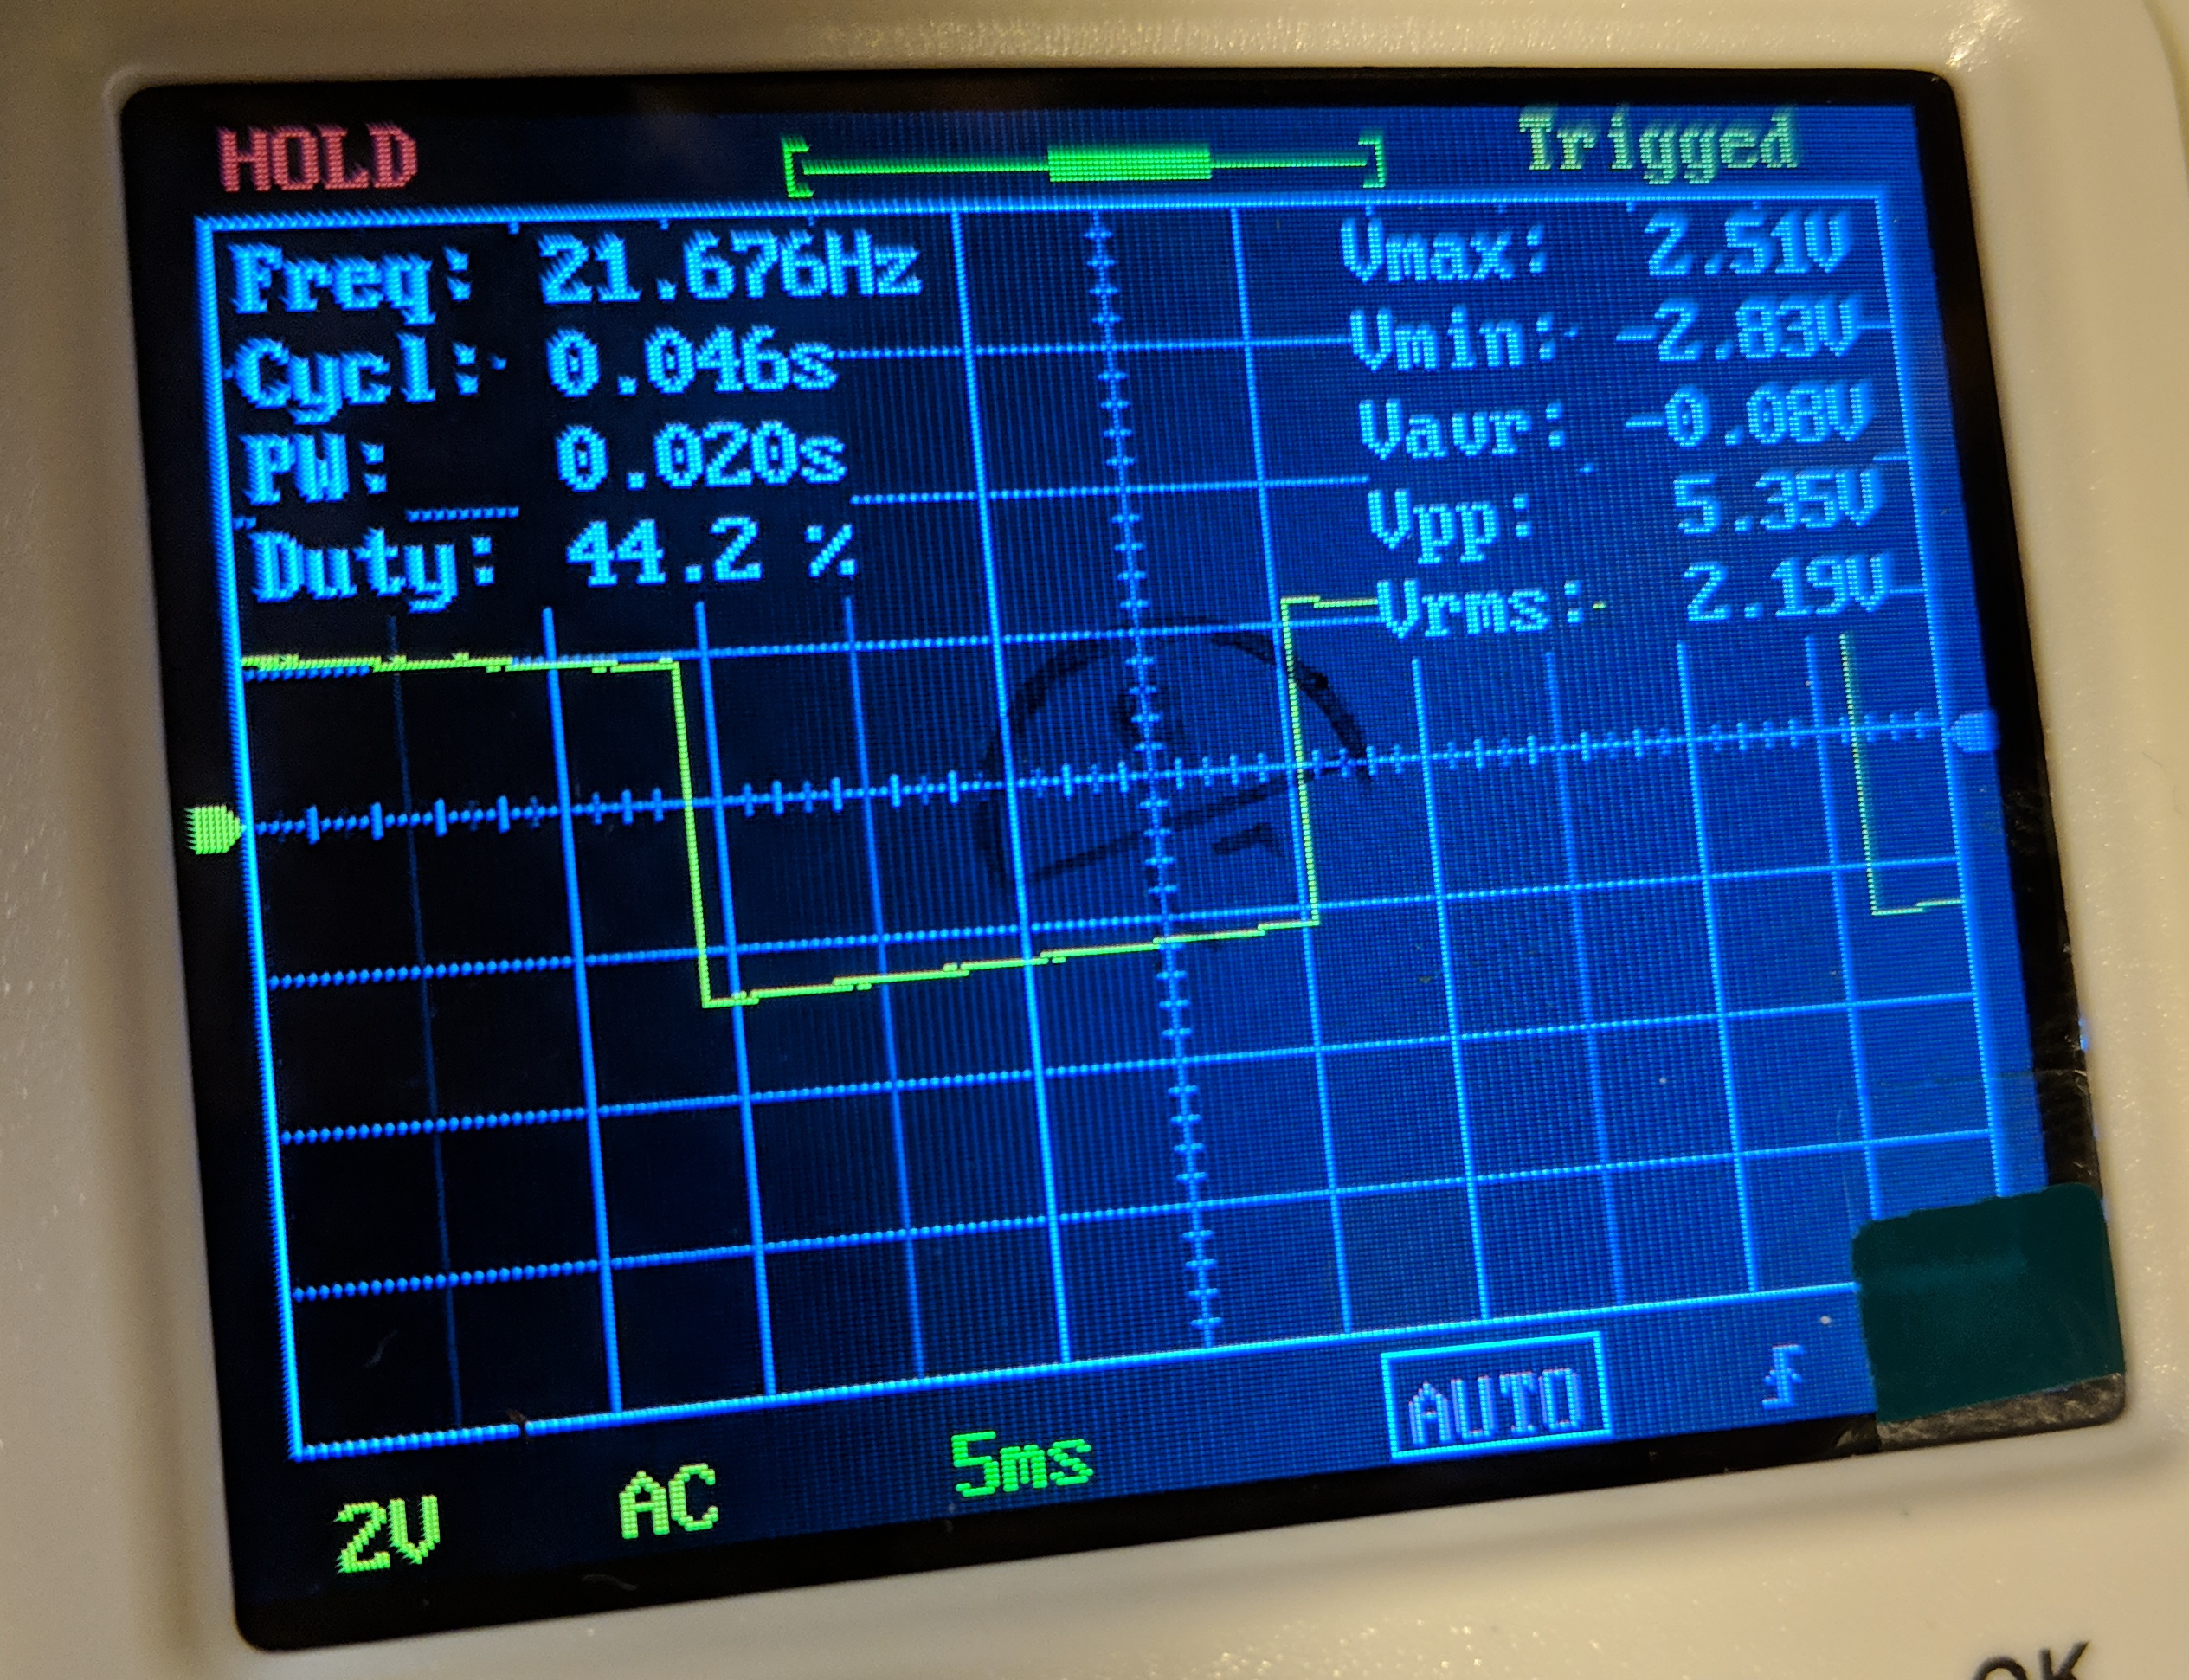 HOLD
Trigged
Freq: 21.676Hz
Cycl: 0.046s
PW: 0.020s
Duty: 44.2 %
Vmax: 2.51V
Vmin: -2.83V
Vavr: -0.08V
Vpp: 5.35V
Vrms: 2.19V
2V
AC
5ms
AUTO
OK